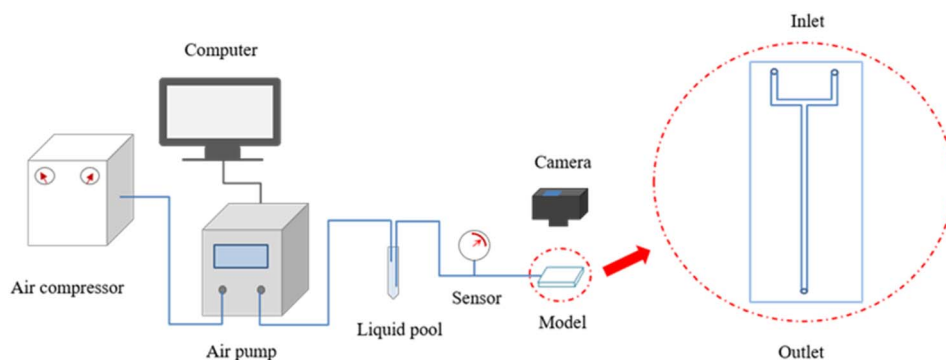 Inlet
Computer
Camera
Air compressor
Sensor
Liquid pool
Model
Air pump
Outlet